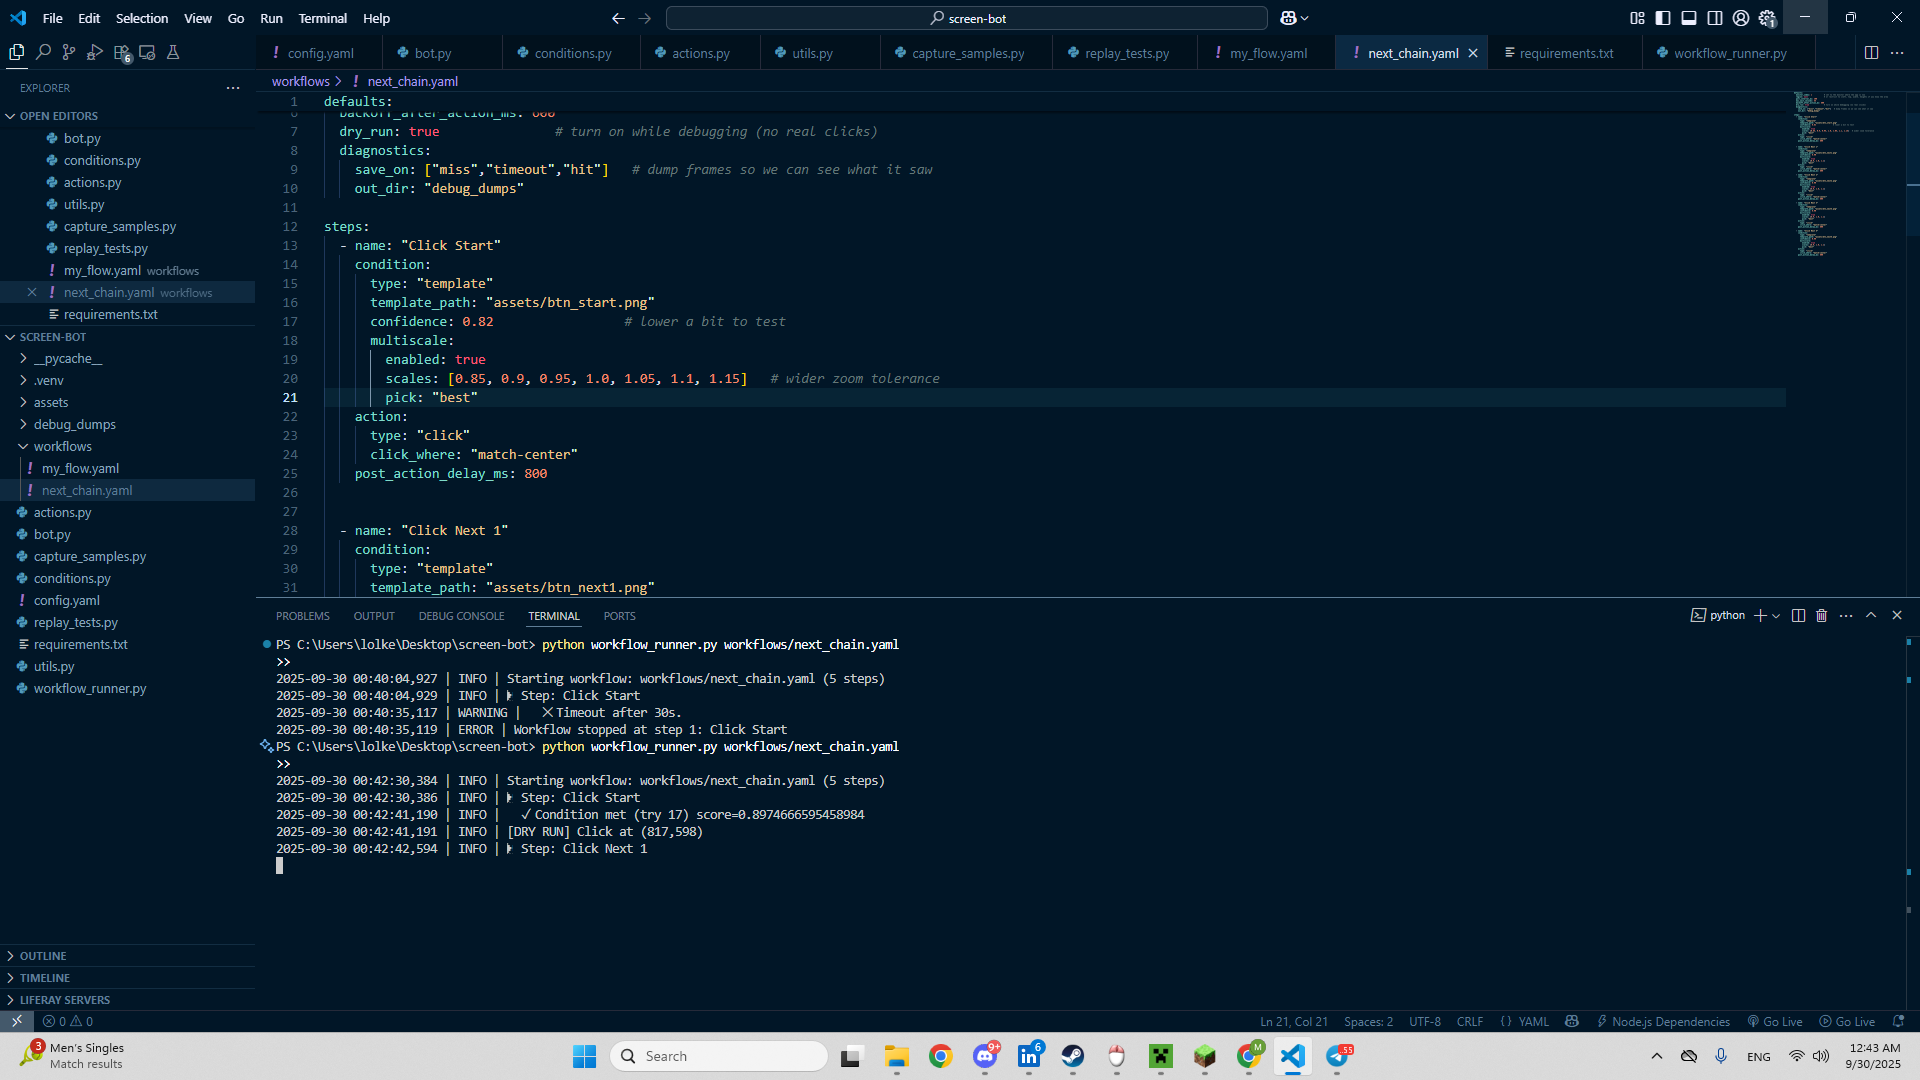 File Edit Selection View Go Run Terminal Help
screen-bot
1
6
config.yaml bot.py conditions.py actions.py utils.py capture_samples.py replay_tests.py my_flow.yaml next_chain.yaml requirements.txt workflow_runner.py
EXPLORER
workflows > next_chain.yaml
OPEN EDITORS
bot.py
conditions.py
actions.py
utils.py
capture_samples.py
replay_tests.py
my_flow.yaml workflows
next_chain.yaml workflows
requirements.txt
SCREEN-BOT
__pycache__
.venv
assets
debug_dumps
workflows
my_flow.yaml
next_chain.yaml
actions.py
bot.py
capture_samples.py
conditions.py
config.yaml
replay_tests.py
requirements.txt
utils.py
workflow_runner.py
OUTLINE
TIMELINE
LIFERAY SERVERS
1 defaults:
6 backoff_after_action_ms: 600
7 dry_run: true # turn on while debugging (no real clicks)
8 diagnostics:
9 save_on: ["miss","timeout","hit"] # dump frames so we can see what it saw
10 out_dir: "debug_dumps"
11
12 steps:
13 - name: "Click Start"
14 condition:
15 type: "template"
16 template_path: "assets/btn_start.png"
17 confidence: 0.82 # lower a bit to test
18 multiscale:
19 enabled: true
20 scales: [0.85, 0.9, 0.95, 1.0, 1.05, 1.1, 1.15] # wider zoom tolerance
21 pick: "best"
22 action:
23 type: "click"
24 click_where: "match-center"
25 post_action_delay_ms: 800
26
27
28 - name: "Click Next 1"
29 condition:
30 type: "template"
31 template_path: "assets/btn_next1.png"
PROBLEMS OUTPUT DEBUG CONSOLE TERMINAL PORTS
python
PS C:\Users\lolke\Desktop\screen-bot> python workflow_runner.py workflows/next_chain.yaml
>>
2025-09-30 00:40:04,927 | INFO | Starting workflow: workflows/next_chain.yaml (5 steps)
2025-09-30 00:40:04,929 | INFO | ▶ Step: Click Start
2025-09-30 00:40:35,117 | WARNING | ✗ Timeout after 30s.
2025-09-30 00:40:35,119 | ERROR | Workflow stopped at step 1: Click Start
PS C:\Users\lolke\Desktop\screen-bot> python workflow_runner.py workflows/next_chain.yaml
>>
2025-09-30 00:42:30,384 | INFO | Starting workflow: workflows/next_chain.yaml (5 steps)
2025-09-30 00:42:30,386 | INFO | ▶ Step: Click Start
2025-09-30 00:42:41,190 | INFO | ✓ Condition met (try 17) score=0.8974666595458984
2025-09-30 00:42:41,191 | INFO | [DRY RUN] Click at (817,598)
2025-09-30 00:42:42,594 | INFO | ▶ Step: Click Next 1
0 0
Ln 21, Col 21 Spaces: 2 UTF-8 CRLF {} YAML Node.js Dependencies Go Live Go Live
3
Men's Singles
Match results
Search
9+
6
M
55
ENG
12:43 AM
9/30/2025